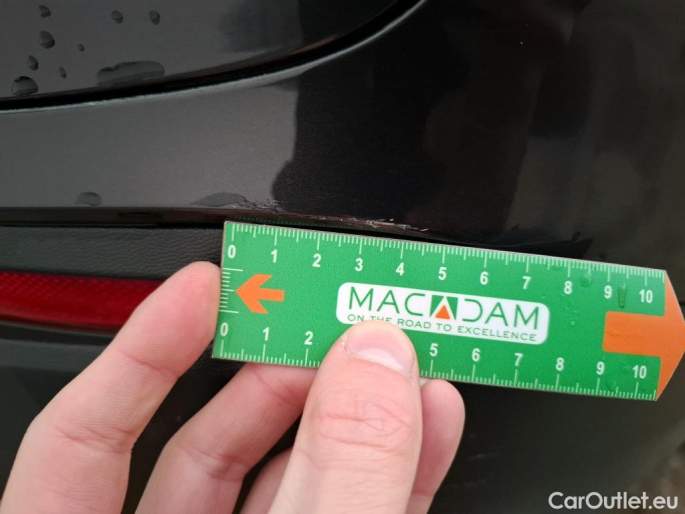 0 1 2 3 4 5 6 7 8 9 10
MACADAM
ON THE ROAD TO EXCELLENCE
0 1 2 5 6 7 8 9 10
CarOutlet.eu